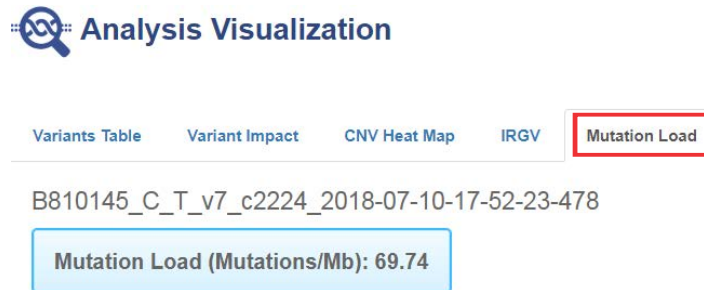 Analysis Visualization
Variants Table Variant Impact CNV Heat Map IRGV Mutation Load
B810145_C_T_v7_c2224_2018-07-10-17-52-23-478
Mutation Load (Mutations/Mb): 69.74